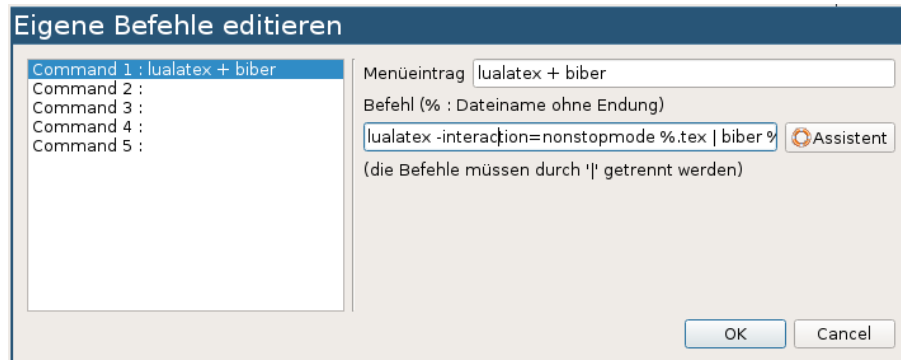 Eigene Befehle editieren
Command 1 : lualatex + biber
Command 2 :
Command 3 :
Command 4 :
Command 5 :
Menüeintrag lualatex + biber
Befehl (% : Dateiname ohne Endung)
lualatex -interaction=nonstopmode %.tex | biber % Assistent
(die Befehle müssen durch '|' getrennt werden)
OK Cancel